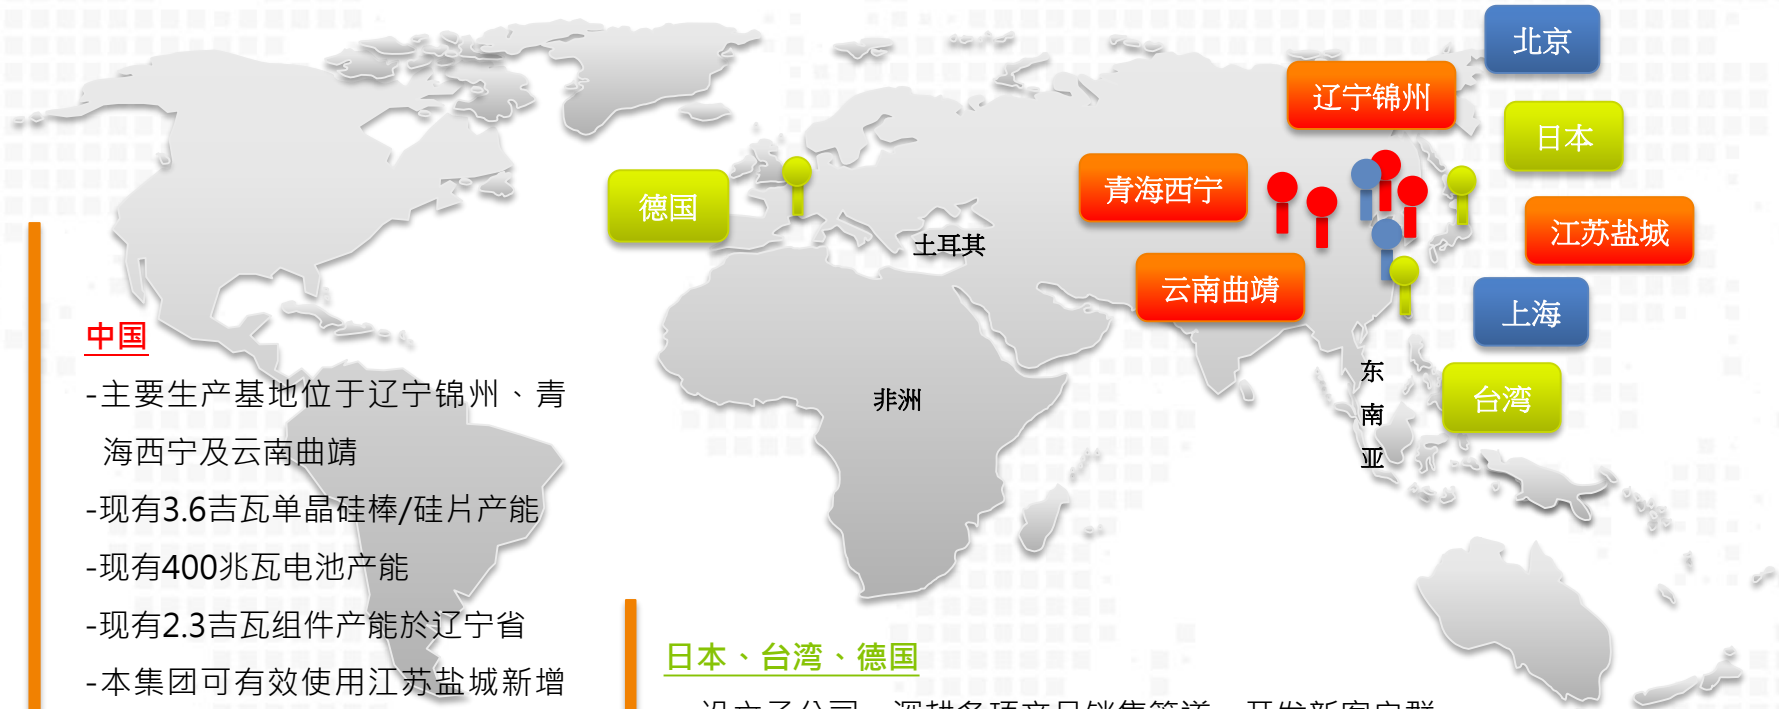 北京
辽宁锦州
日本
青海西宁
德国
江苏盐城
土耳其
云南曲靖
上海
中国
东
南
亚
台湾
非洲
-主要生产基地位于辽宁锦州、青
海西宁及云南曲靖
-现有3.6吉瓦单晶硅棒/硅片产能
-现有400兆瓦电池产能
-现有2.3吉瓦组件产能於辽宁省
-本集团可有效使用江苏盐城新增
日本、台湾、德国